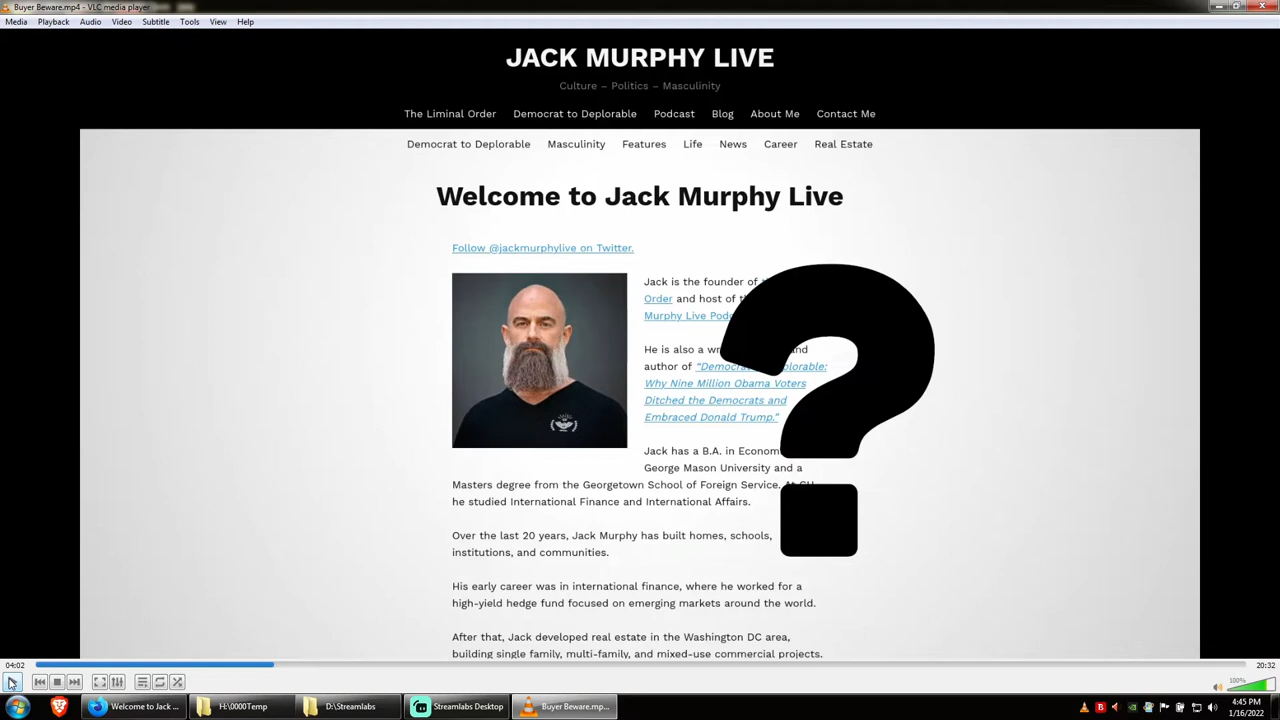 Buyer Beware.mp4 - VLC media player
Media Playback Audio Video Subtitle Tools View Help
JACK MURPHY LIVE
Culture – Politics – Masculinity
The Liminal Order Democrat to Deplorable Podcast Blog About Me Contact Me
Democrat to Deplorable Masculinity Features Life News Career Real Estate
Welcome to Jack Murphy Live
Follow @jackmurphylive on Twitter.
Jack is the founder of
Order and host of
Murphy Live
He is also a and
author of
Why Nine Million Obama Voters
Ditched the Democrats and
Embraced Donald Trump."
Jack has a B.A. in
George Mason University and a
Masters degree from the Georgetown School of Foreign Service. At
he studied International Finance and International Affairs.
Over the last 20 years, Jack Murphy has built homes, schools,
institutions, and communities.
His early career was in international finance, where he worked for a
high-yield hedge fund focused on emerging markets around the world.
After that, Jack developed real estate in the Washington DC area,
building single family, multi-family, and mixed-use commercial projects.
?
04:02 20:32
100%
Welcome to Jack ... H:\0000Temp D:\Streamlabs Streamlabs Desktop Buyer Beware.mp...
4:45 PM
1/16/2022